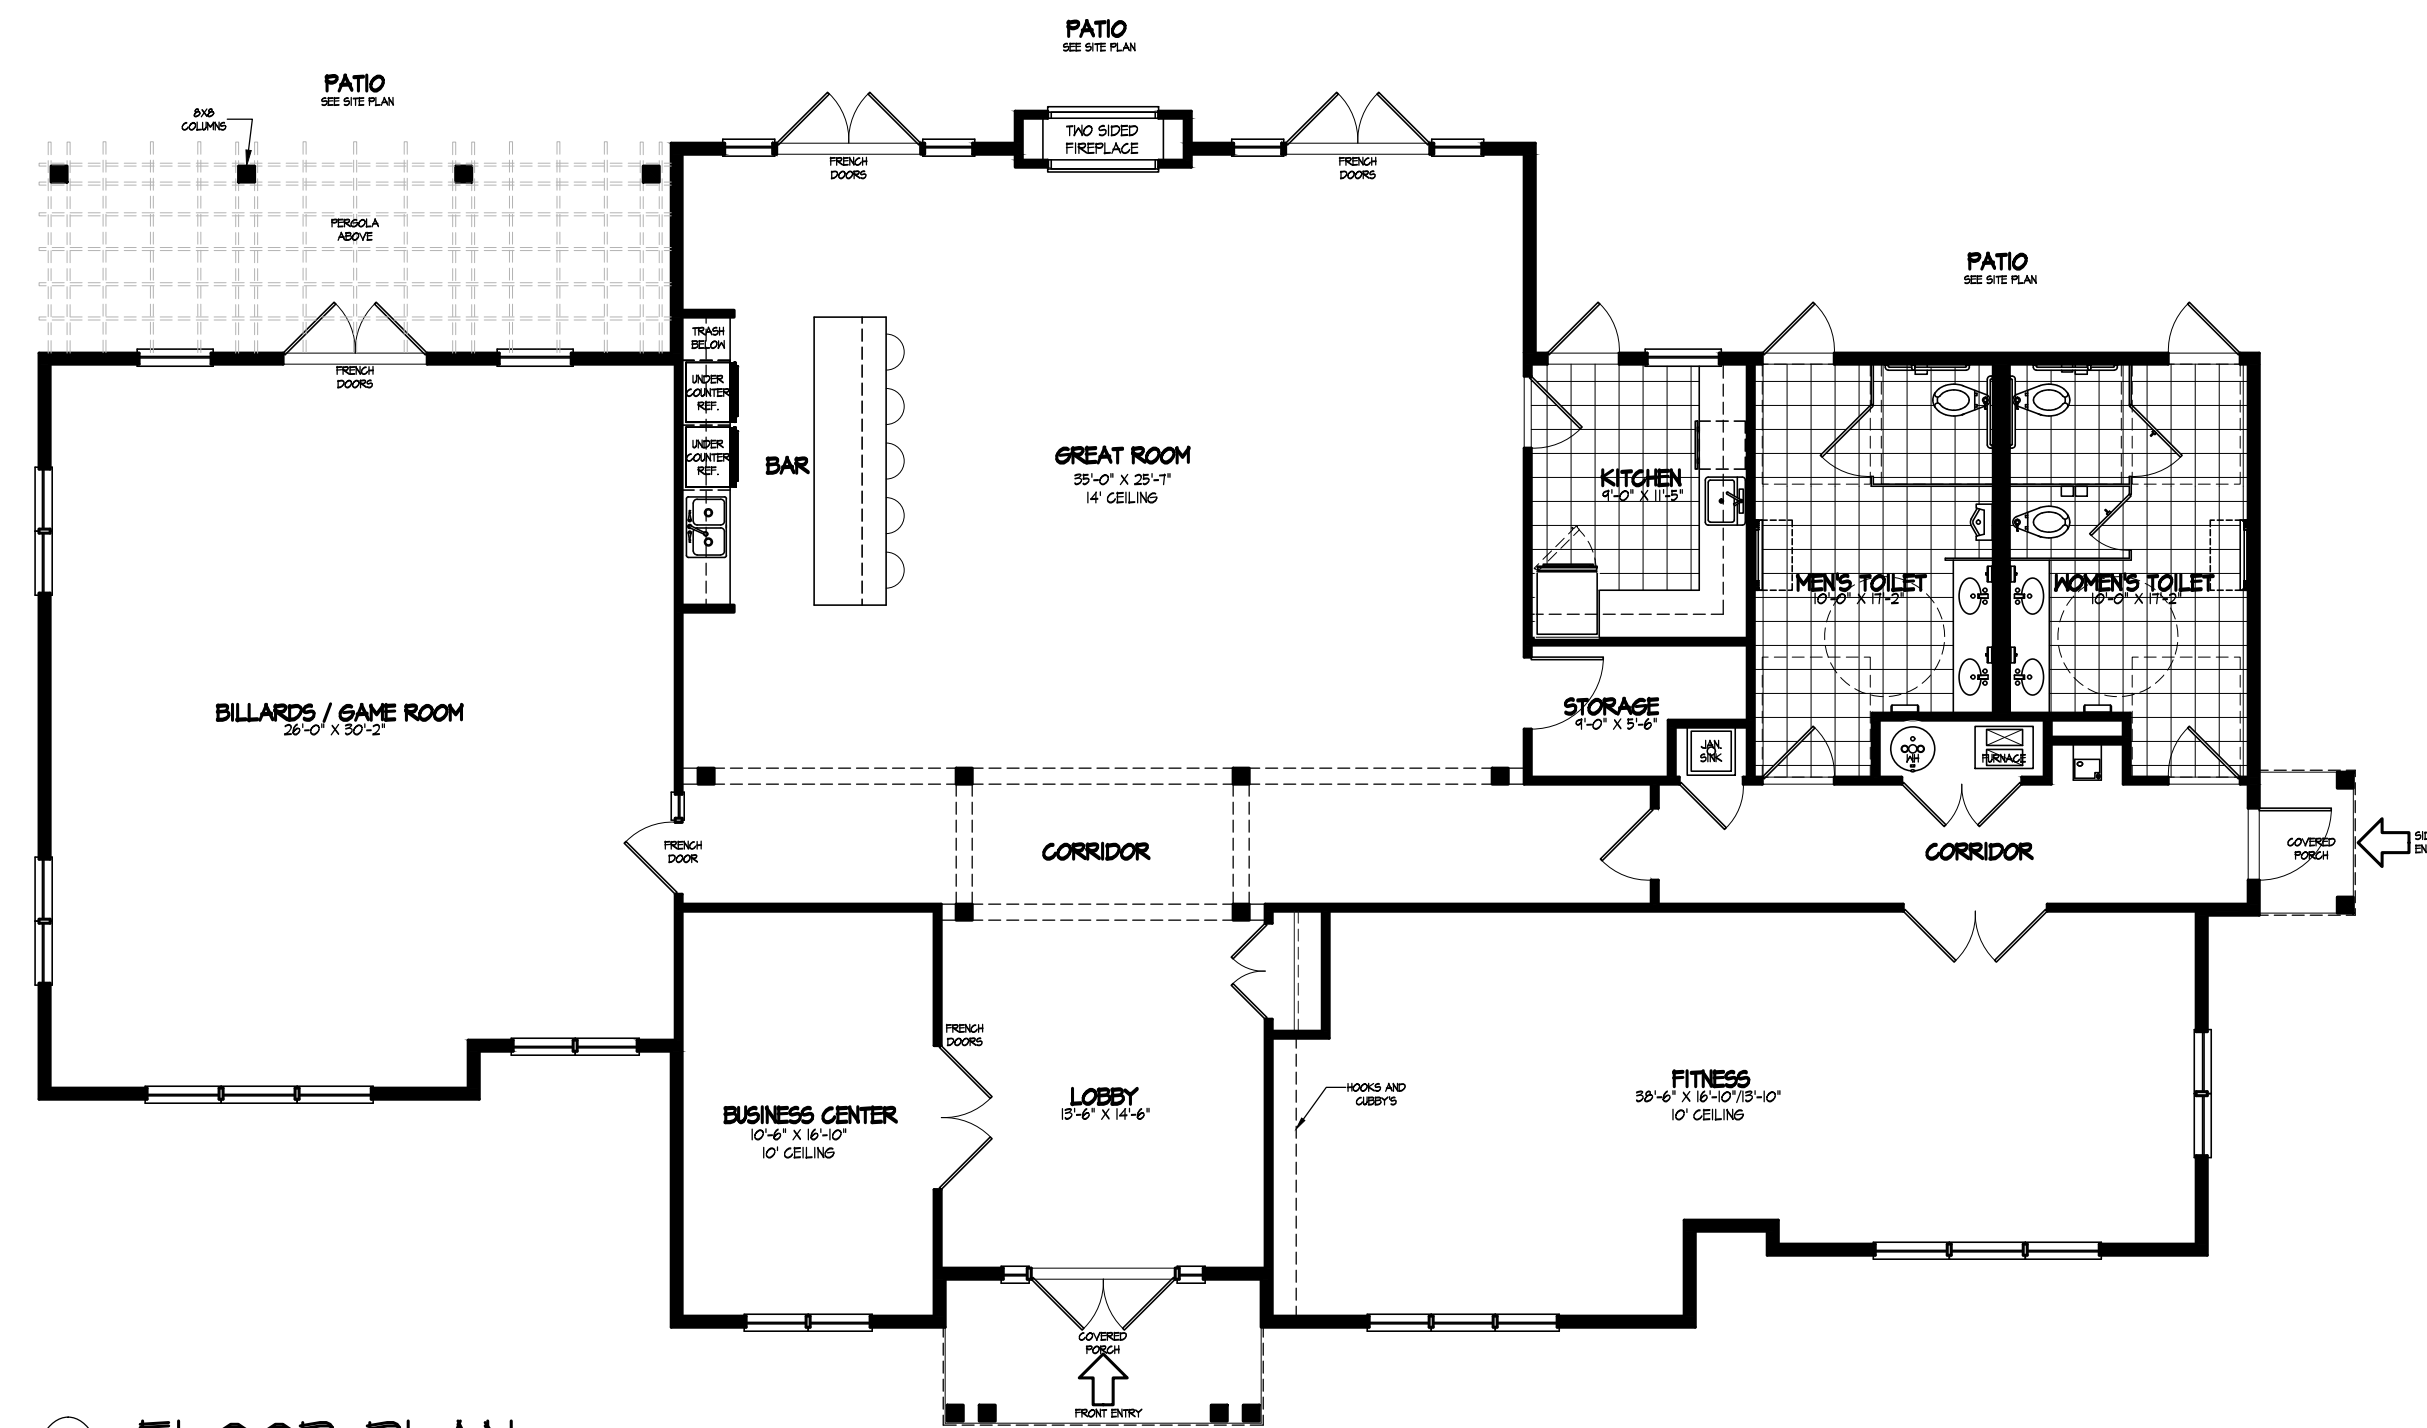 PATIO
SEE SITE PLAN
PATIO
SEE SITE PLAN
8X8
COLUMNS
TWO SIDED
FIREPLACE
FRENCH
DOORS
FRENCH
DOORS
PERGOLA
ABOVE
PATIO
SEE SITE PLAN
TRASH
BELOW
FRENCH
DOORS
UNDER
COUNTER
REF.
UNDER
COUNTER
REF.
BAR
GREAT ROOM
35'-0" X 25'-7"
14' CEILING
KITCHEN
9'-0" X 11'-5"
MEN'S TOILET
10'-0" X 17'-2"
WOMEN'S TOILET
10'-0" X 17'-2"
BILLARDS / GAME ROOM
26'-0" X 30'-2"
STORAGE
9'-0" X 5'-6"
JAN.
SINK
WH
FURNACE
FRENCH
DOOR
CORRIDOR
CORRIDOR
COVERED
PORCH
FRENCH
DOORS
LOBBY
13'-6" X 14'-6"
HOOKS AND
CUBBY'S
FITNESS
38'-6" X 16'-10"/13'-10"
10' CEILING
BUSINESS CENTER
10'-6" X 16'-10"
10' CEILING
COVERED
PORCH
FRONT ENTRY
FLOOR PLAN